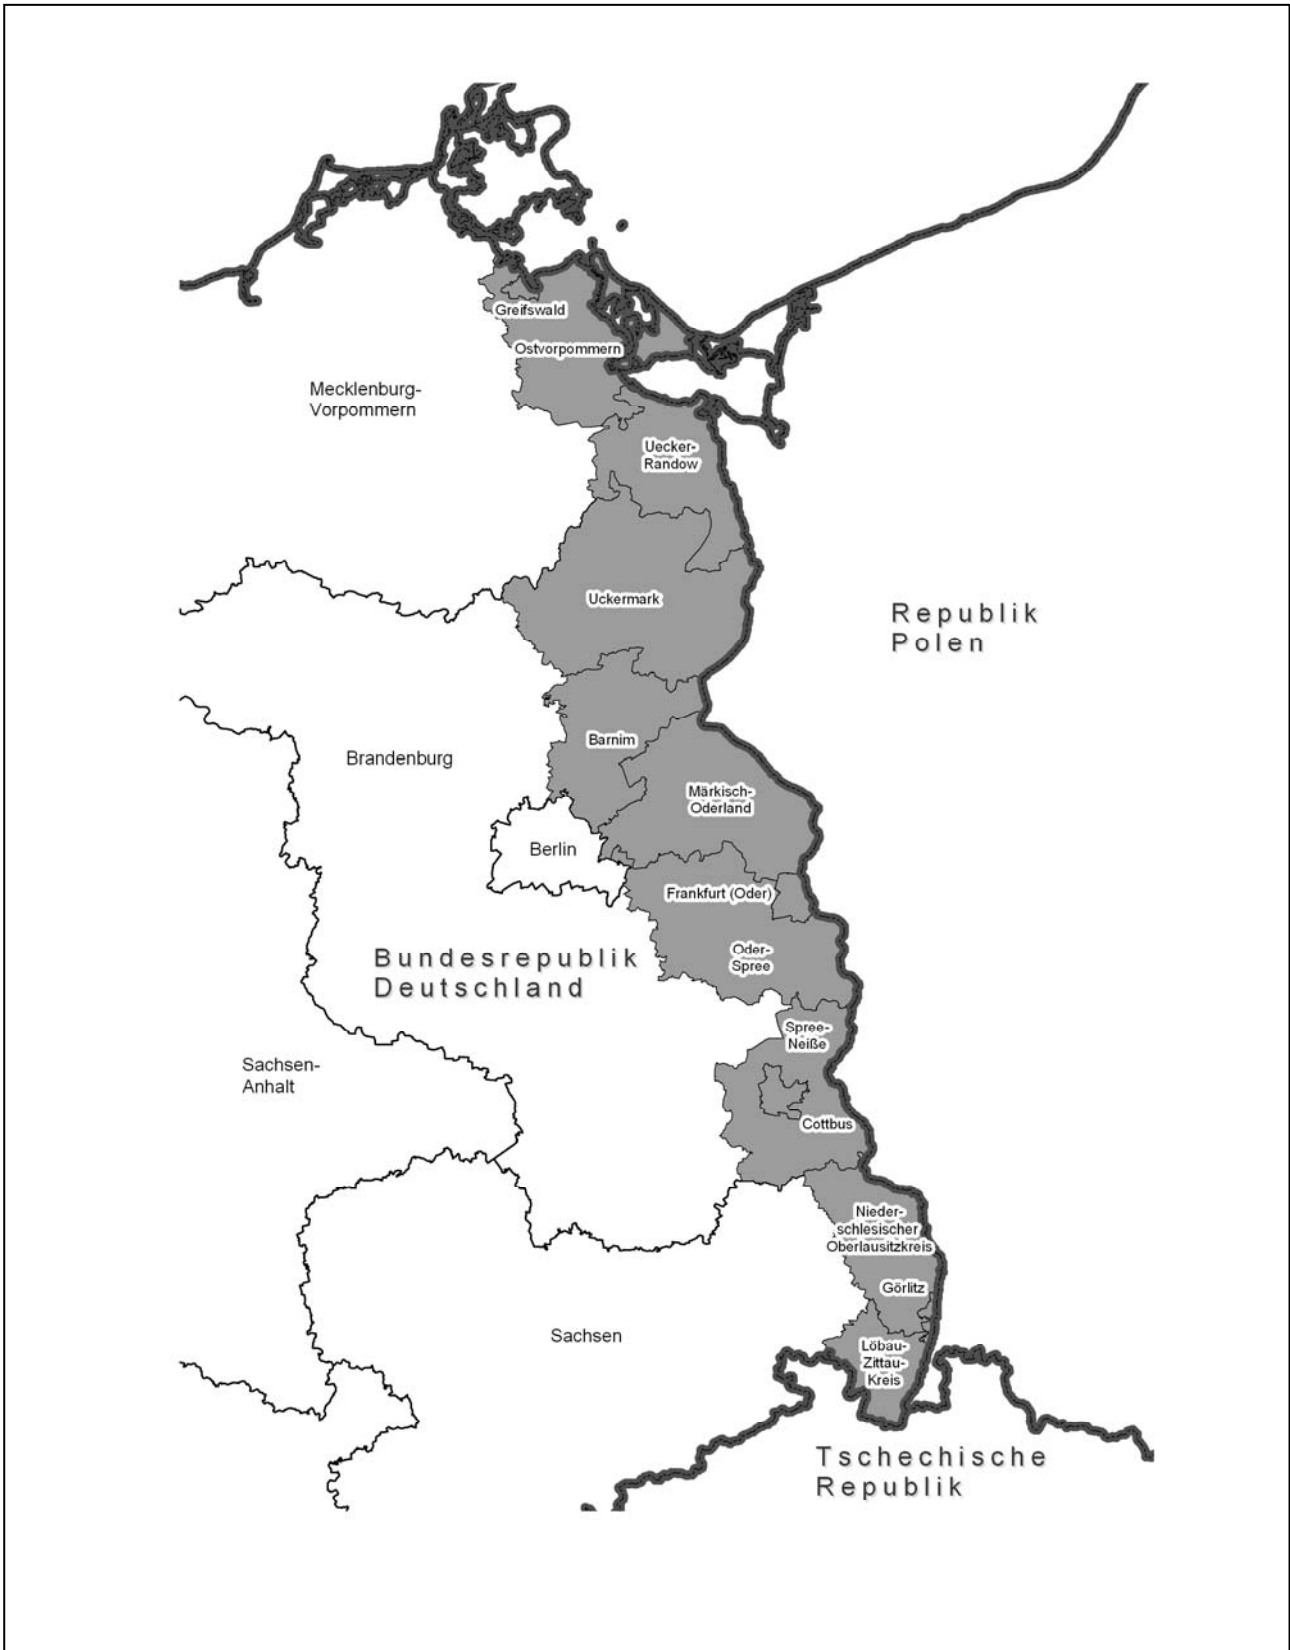 Greifswald
Ostvorpommern
Mecklenburg-
Vorpommern
Uecker-
Randow
Uckermark
Republik
Polen
Barnim
Brandenburg
Märkisch-
Oderland
Berlin
Frankfurt (Oder)
Bundesrepublik
Deutschland
Oder-
Spree
Spree-
Neiße
Sachsen-
Anhalt
Cottbus
Nieder-
schlesischer
Oberlausitzkreis
Görlitz
Sachsen
Löbau-
Zittau-
Kreis
Tschechische
Republik